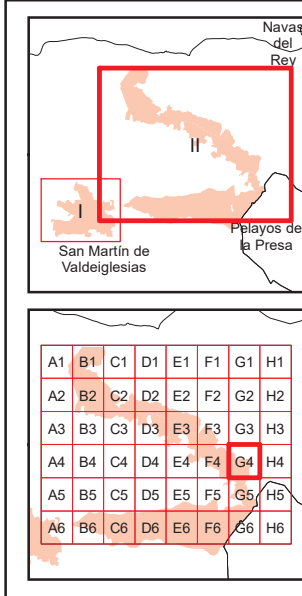 Navas
del
Rey
II
I
San Martín de
Valdeiglesias
Pelayos de
la Presa
A1 B1 C1 D1 E1 F1 G1 H1
A2 B2 C2 D2 E2 F2 G2 H2
A3 B3 C3 D3 E3 F3 G3 H3
A4 B4 C4 D4 E4 F4 G4 H4
A5 B5 C5 D5 E5 F5 G5 H5
A6 B6 C6 D6 E6 F6 G6 H6